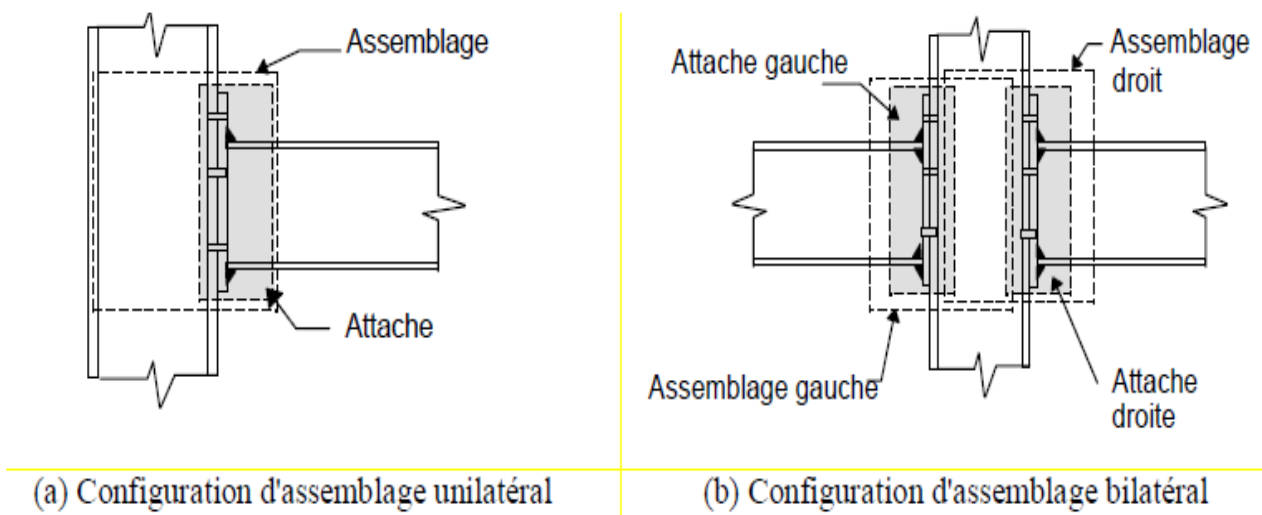 Assemblage
Attache
(a) Configuration d'assemblage unilatéral
Attache gauche
Assemblage
droit
Assemblage gauche
Attache
droite
(b) Configuration d'assemblage bilatéral